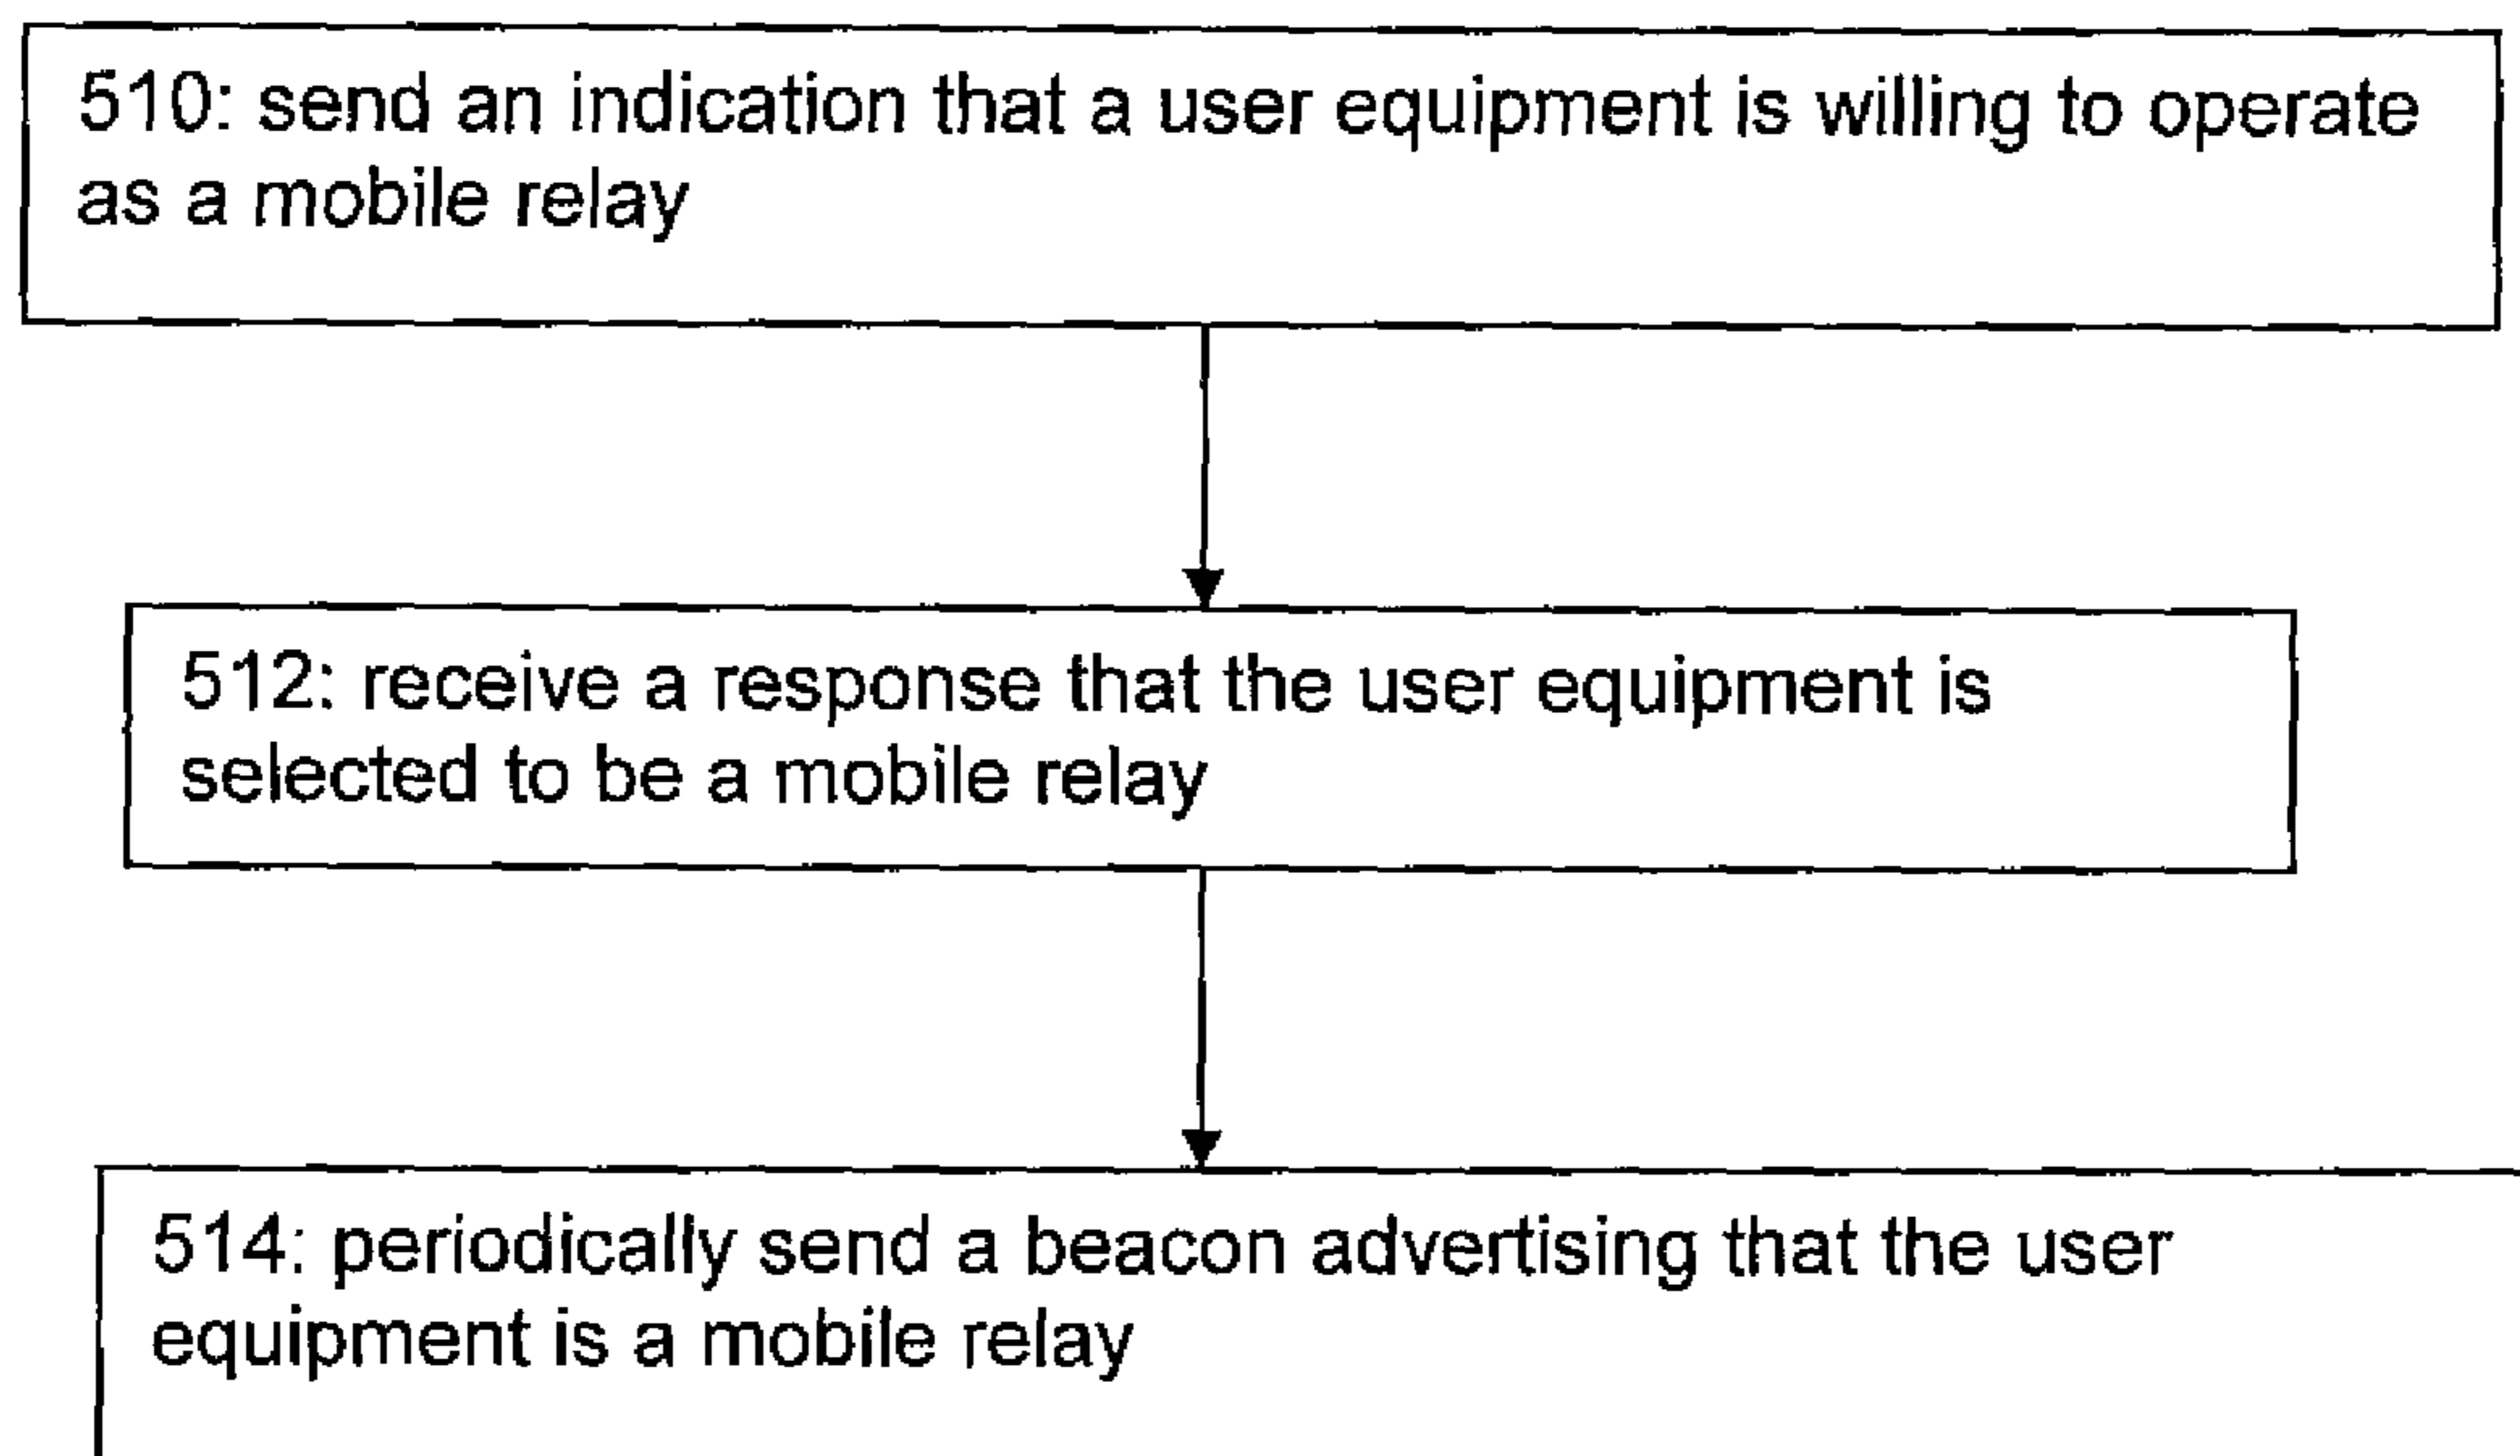 510: send an indication that a user equipment is willing to operate
as a mobile relay
512: receive a response that the user equipment is
selected to be a mobile relay
514: periodically send a beacon advertising that the user
equipment is a mobile relay